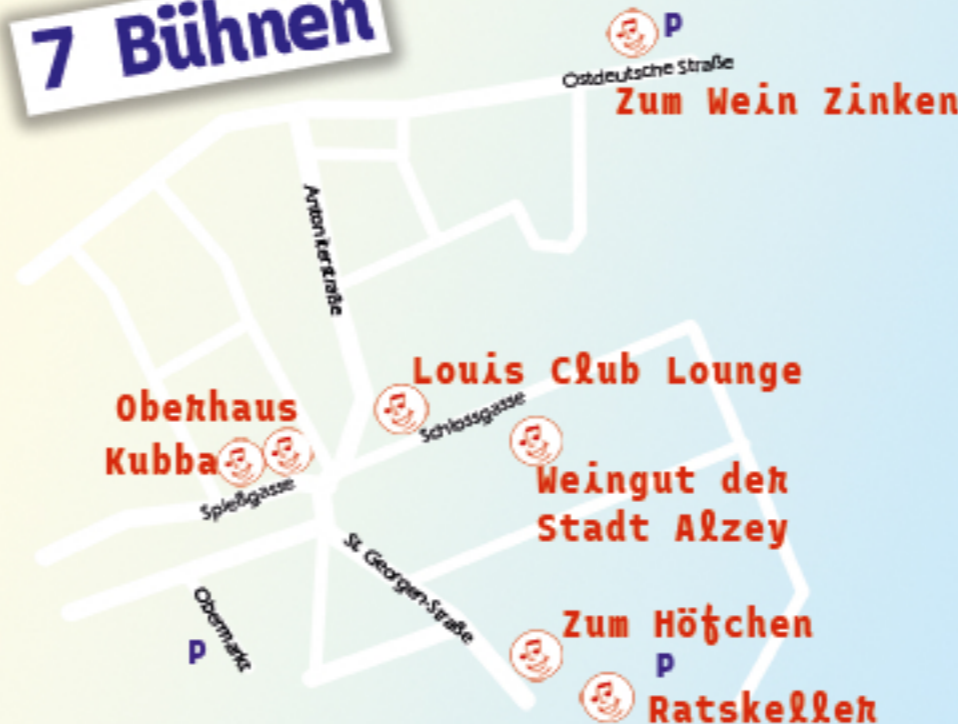 7 Bühnen
P
Ostdeutsche Straße
Zum Wein Zinken
Antoniterstraße
Louis Club Lounge
Oberhaus
Schlossgasse
Kubba
Weingut der
Stadt Alzey
Spießgasse
St. Georgen-Straße
Obermarkt
P
Zum Höfchen
P
Ratskeller